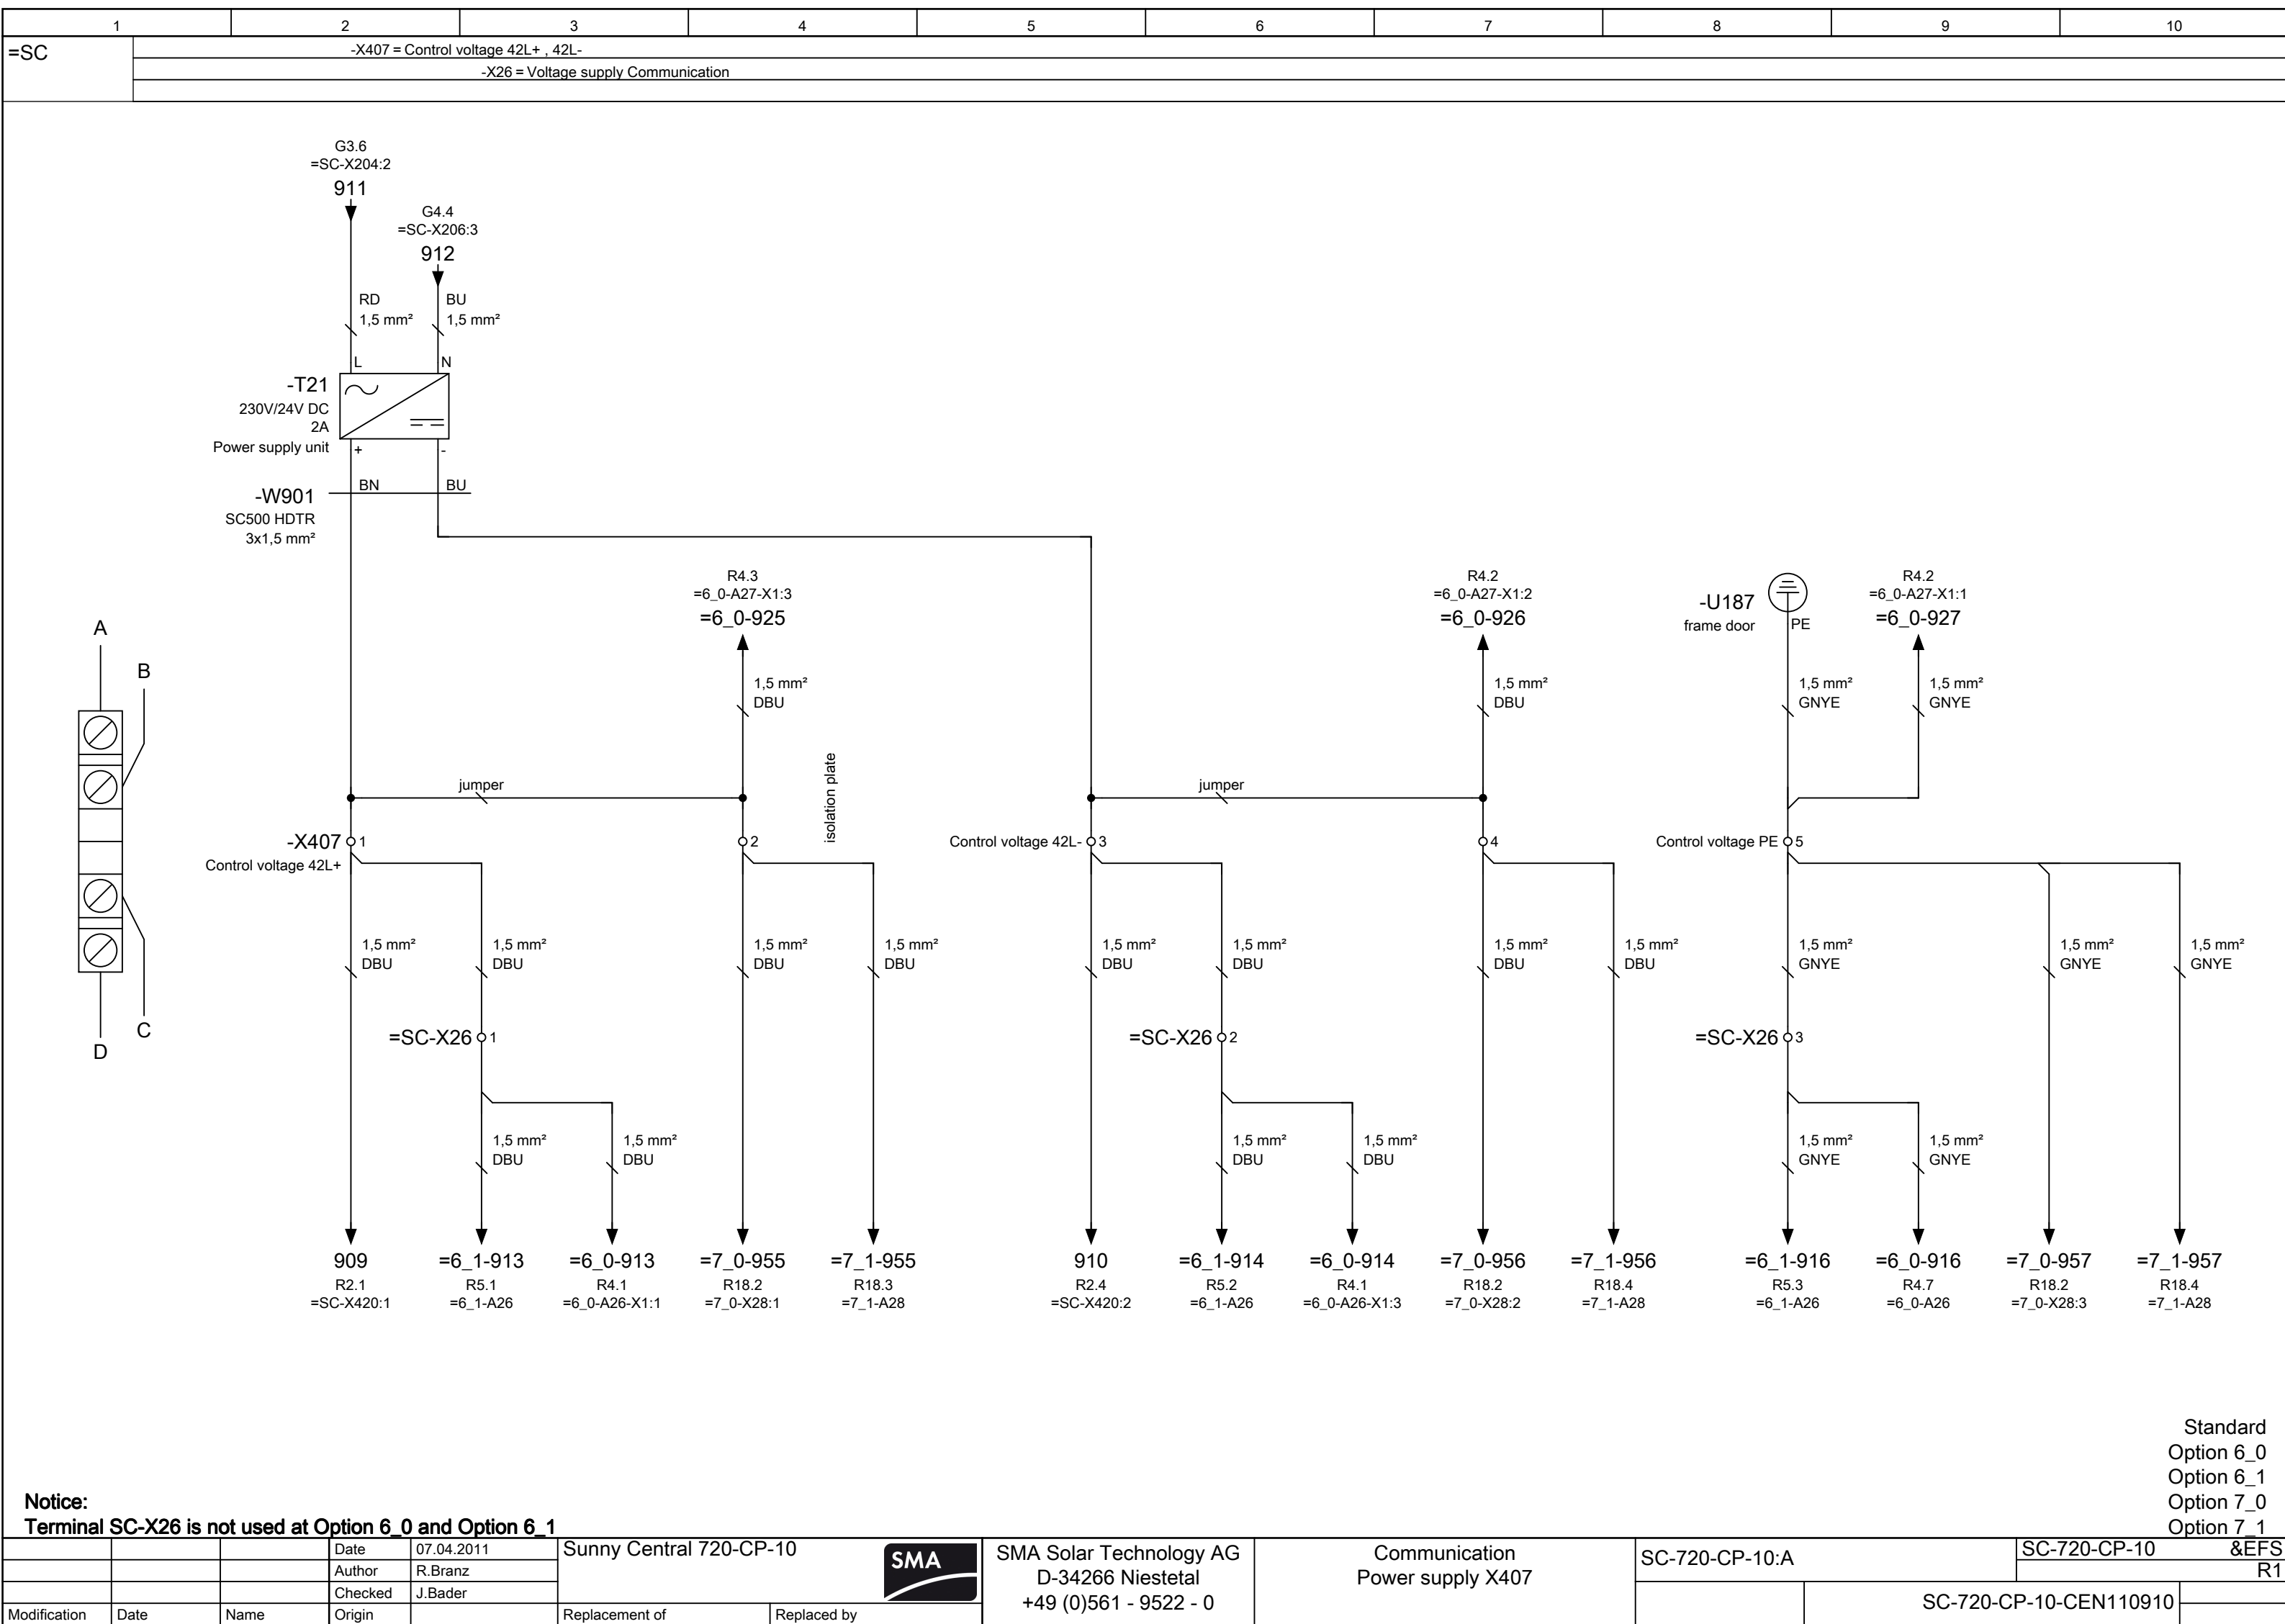 1 2 3 4 5 6 7 8 9 10
=SC
-X407 = Control voltage 42L+ , 42L-
-X26 = Voltage supply Communication
G3.6
=SC-X204:2
911
G4.4
=SC-X206:3
912
RD
1,5 mm²
BU
1,5 mm²
L
N
-T21
230V/24V DC
2A
Power supply unit
+
-
-W901
SC500 HDTR
3x1,5 mm²
BN
BU
R4.3
=6_0-A27-X1:3
=6_0-925
R4.2
=6_0-A27-X1:2
=6_0-926
-U187
frame door
PE
R4.2
=6_0-A27-X1:1
=6_0-927
A
B
C
D
1,5 mm²
DBU
1,5 mm²
DBU
1,5 mm²
GNYE
1,5 mm²
GNYE
jumper
isolation plate
jumper
-X407
1
Control voltage 42L+
2
Control voltage 42L-
3
4
Control voltage PE
5
1,5 mm²
DBU
1,5 mm²
DBU
1,5 mm²
DBU
1,5 mm²
DBU
1,5 mm²
DBU
1,5 mm²
DBU
1,5 mm²
DBU
1,5 mm²
DBU
1,5 mm²
GNYE
1,5 mm²
GNYE
1,5 mm²
GNYE
=SC-X26
1
=SC-X26
2
=SC-X26
3
1,5 mm²
DBU
1,5 mm²
DBU
1,5 mm²
DBU
1,5 mm²
DBU
1,5 mm²
GNYE
1,5 mm²
GNYE
909
R2.1
=SC-X420:1
=6_1-913
R5.1
=6_1-A26
=6_0-913
R4.1
=6_0-A26-X1:1
=7_0-955
R18.2
=7_0-X28:1
=7_1-955
R18.3
=7_1-A28
910
R2.4
=SC-X420:2
=6_1-914
R5.2
=6_1-A26
=6_0-914
R4.1
=6_0-A26-X1:3
=7_0-956
R18.2
=7_0-X28:2
=7_1-956
R18.4
=7_1-A28
=6_1-916
R5.3
=6_1-A26
=6_0-916
R4.7
=6_0-A26
=7_0-957
R18.2
=7_0-X28:3
=7_1-957
R18.4
=7_1-A28
Standard
Option 6_0
Option 6_1
Option 7_0
Option 7_1
Notice:
Terminal SC-X26 is not used at Option 6_0 and Option 6_1
Date 07.04.2011
Author R.Branz
Checked J.Bader
Modification Date Name Origin
Sunny Central 720-CP-10
SMA
Replacement of Replaced by
SMA Solar Technology AG
D-34266 Niestetal
+49 (0)561 - 9522 - 0
Communication
Power supply X407
SC-720-CP-10:A
SC-720-CP-10 &EFS
R1
SC-720-CP-10-CEN110910